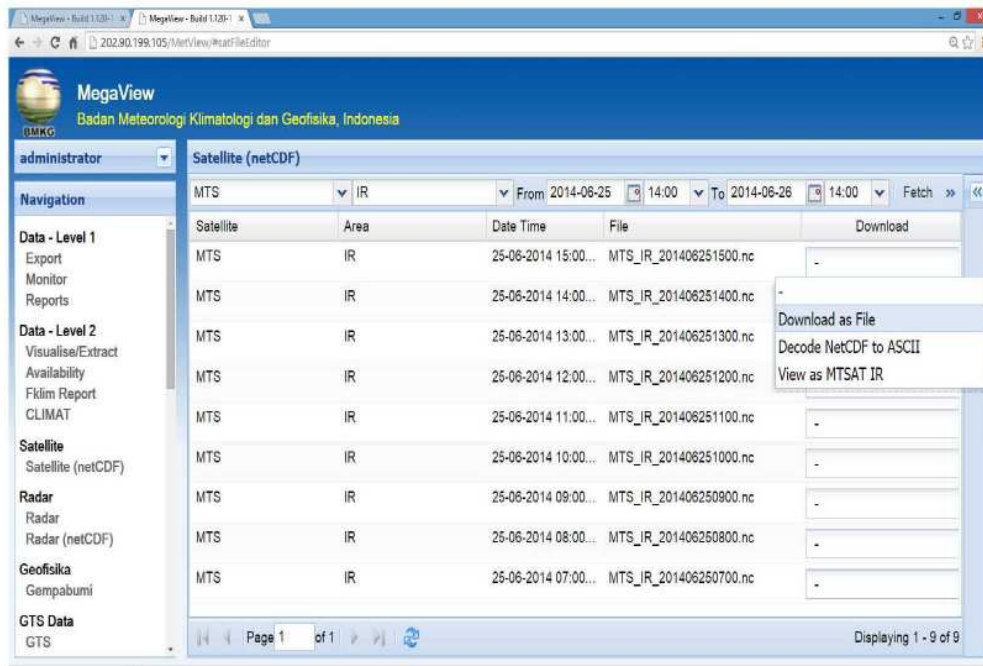 MegaView - Build 1.120-1 x MegaView - Build 1.120-1 x
202.90.199.105/MetView/#satFileEditor
MegaView
Badan Meteorologi Klimatologi dan Geofisika, Indonesia
BMKG
administrator
Satellite (netCDF)
Navigation
MTS IR From 2014-06-25 14:00 To 2014-06-26 14:00 Fetch »
«
Data - Level 1
Export
Monitor
Reports
Data - Level 2
Visualise/Extract
Availability
Fklim Report
CLIMAT
Satellite
Satellite (netCDF)
Radar
Radar
Radar (netCDF)
Geofisika
Gempabumi
GTS Data
GTS
Satellite Area Date Time File Download
MTS IR 25-06-2014 15:00... MTS_IR_201406251500.nc -
MTS IR 25-06-2014 14:00... MTS_IR_201406251400.nc
MTS IR 25-06-2014 13:00... MTS_IR_201406251300.nc
MTS IR 25-06-2014 12:00... MTS_IR_201406251200.nc
MTS IR 25-06-2014 11:00... MTS_IR_201406251100.nc -
MTS IR 25-06-2014 10:00... MTS_IR_201406251000.nc -
MTS IR 25-06-2014 09:00... MTS_IR_201406250900.nc -
MTS IR 25-06-2014 08:00... MTS_IR_201406250800.nc -
MTS IR 25-06-2014 07:00... MTS_IR_201406250700.nc -
-
Download as File
Decode NetCDF to ASCII
View as MTSAT IR
Page 1 of 1
Displaying 1 - 9 of 9